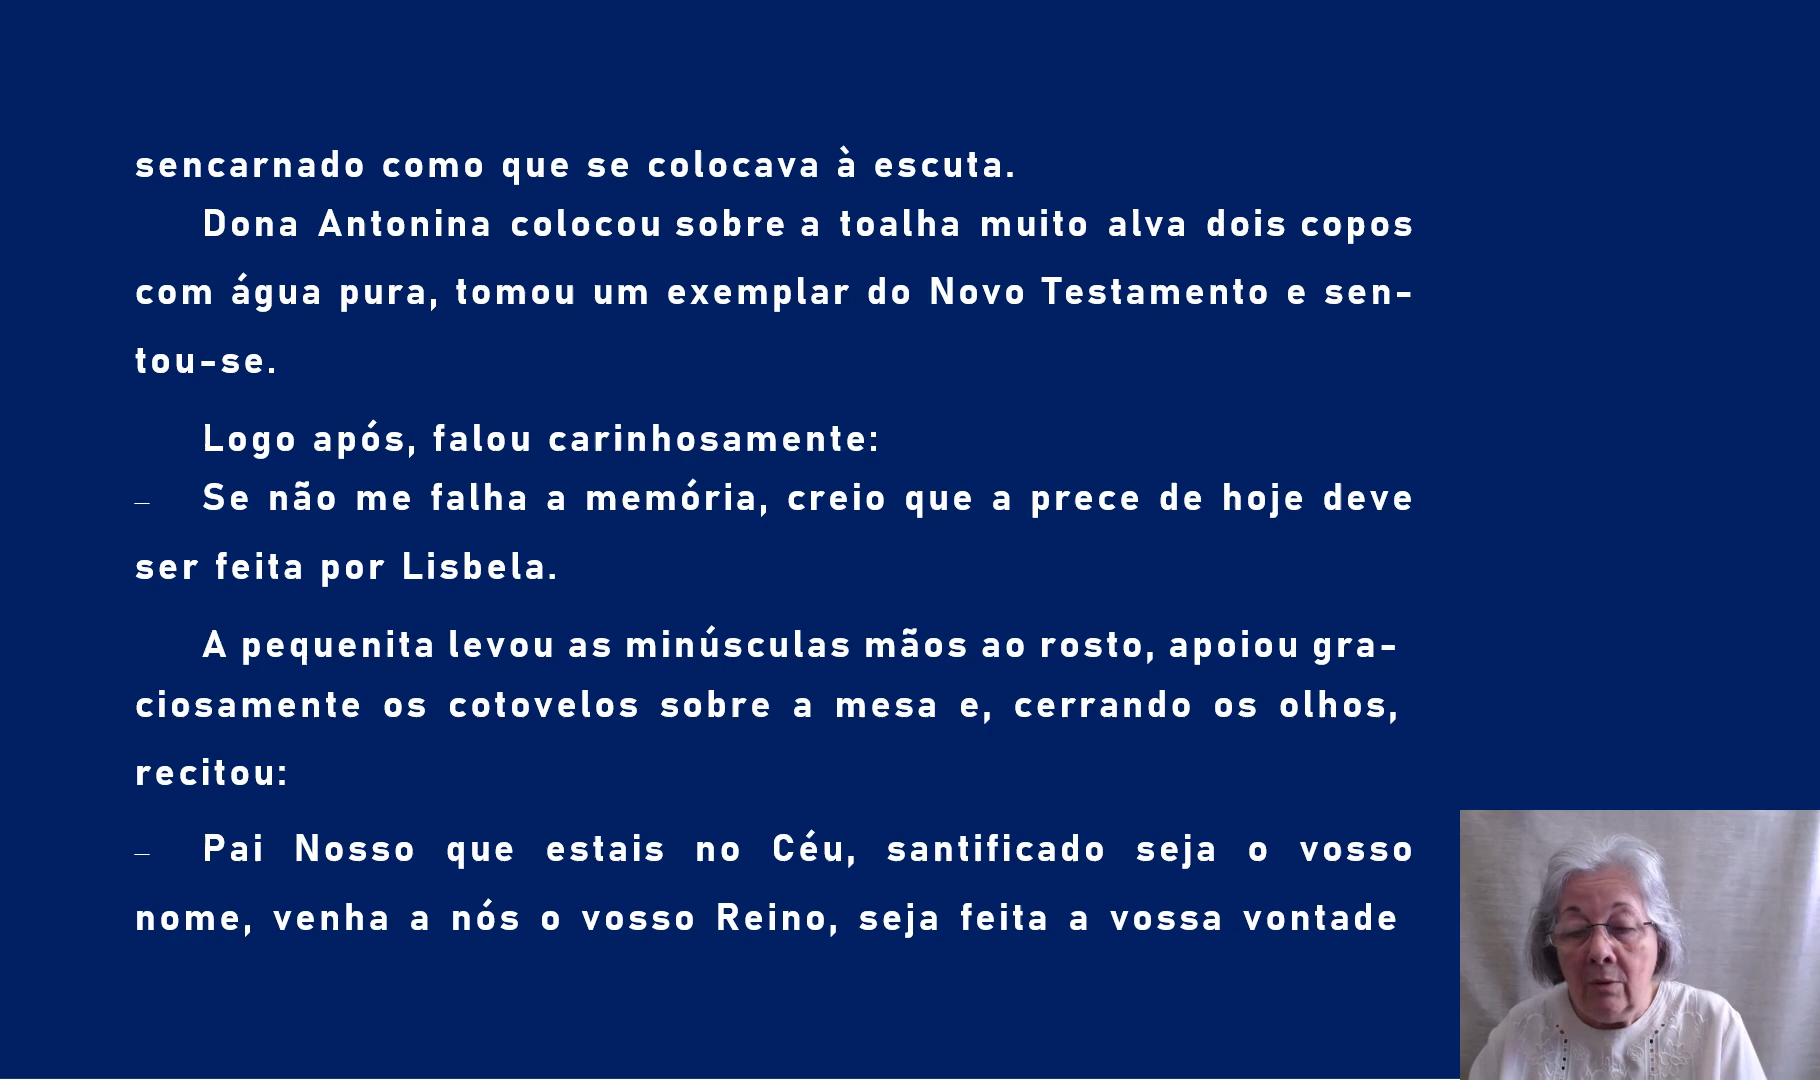 sencarnado como que se colocava à escuta.
Dona Antonina colocou sobre a toalha muito alva dois copos
com água pura, tomou um exemplar do Novo Testamento e sen-
tou-se.
Logo após, falou carinhosamente:
– Se não me falha a memória, creio que a prece de hoje deve
ser feita por Lisbela.
A pequenita levou as minúsculas mãos ao rosto, apoiou gra-
ciosamente os cotovelos sobre a mesa e, cerrando os olhos,
recitou:
– Pai Nosso que estais no Céu, santificado seja o vosso
nome, venha a nós o vosso Reino, seja feita a vossa vontade